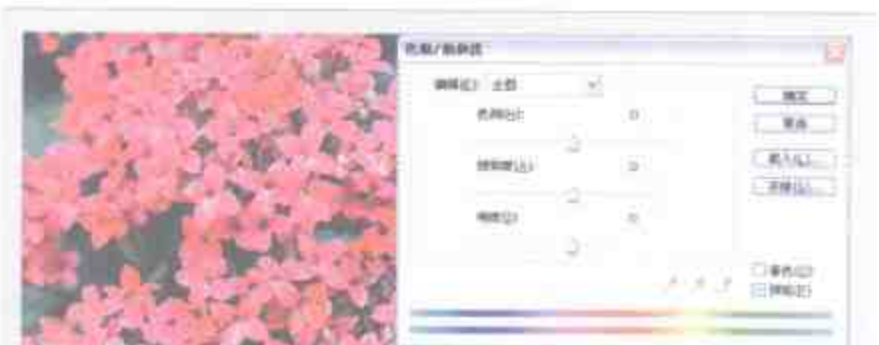 色相/饱和度
编辑(E): 全图
色相(H): 0
饱和度(A): 0
明度(I): 0
确定
取消
载入(L)...
存储(S)...
着色(O)
预览(P)